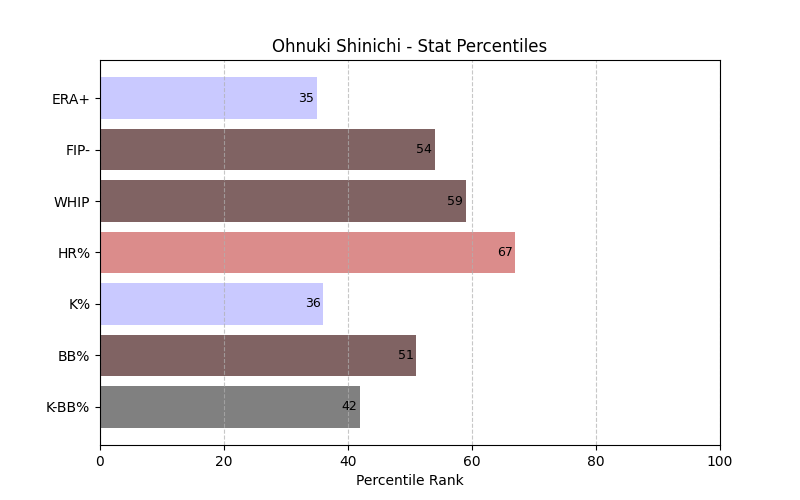 Ohnuki Shinichi - Stat Percentiles
ERA+ 35
FIP- 54
WHIP 59
HR% 67
K% 36
BB% 51
K-BB% 42
0 20 40 60 80 100
Percentile Rank